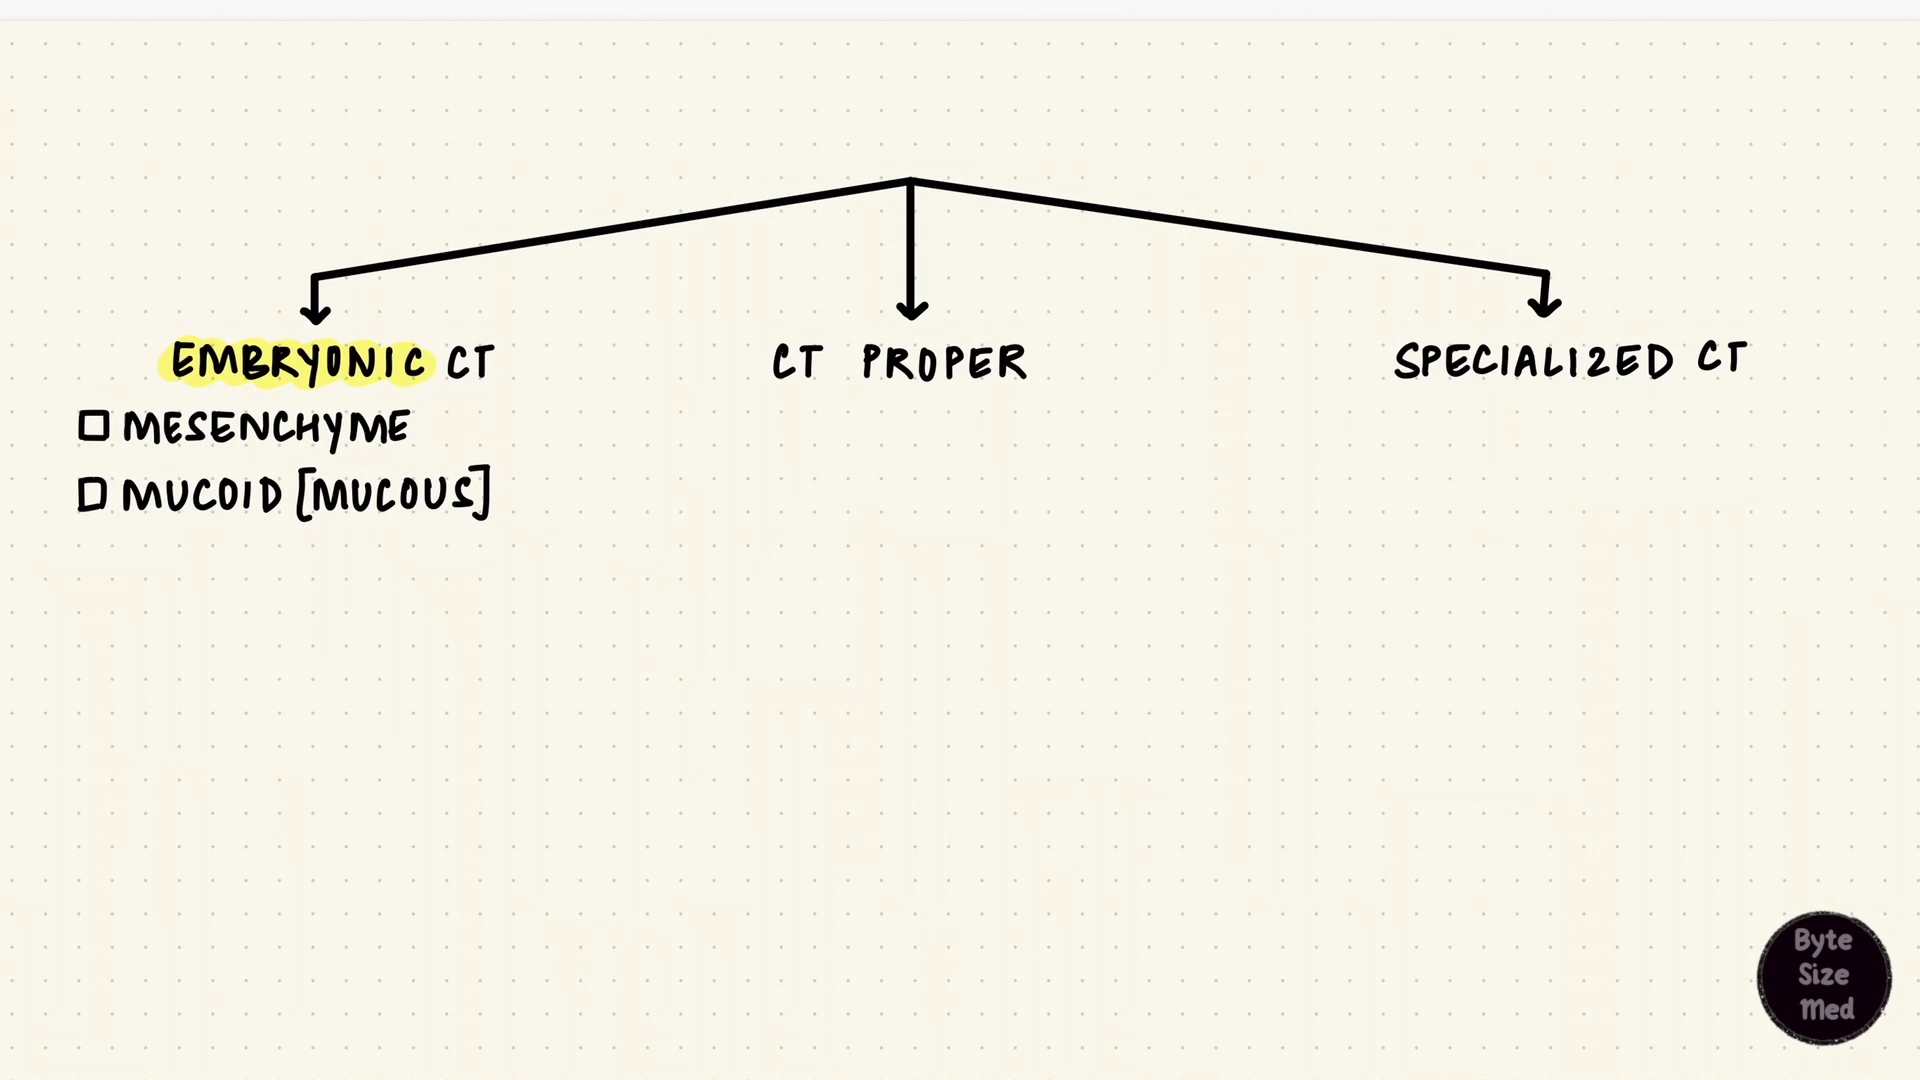 EMBRYONIC CT
CT PROPER
SPECIALIZED CT
MESENCHYME
MUCOID [MUCOUS]
Byte
Size
Med